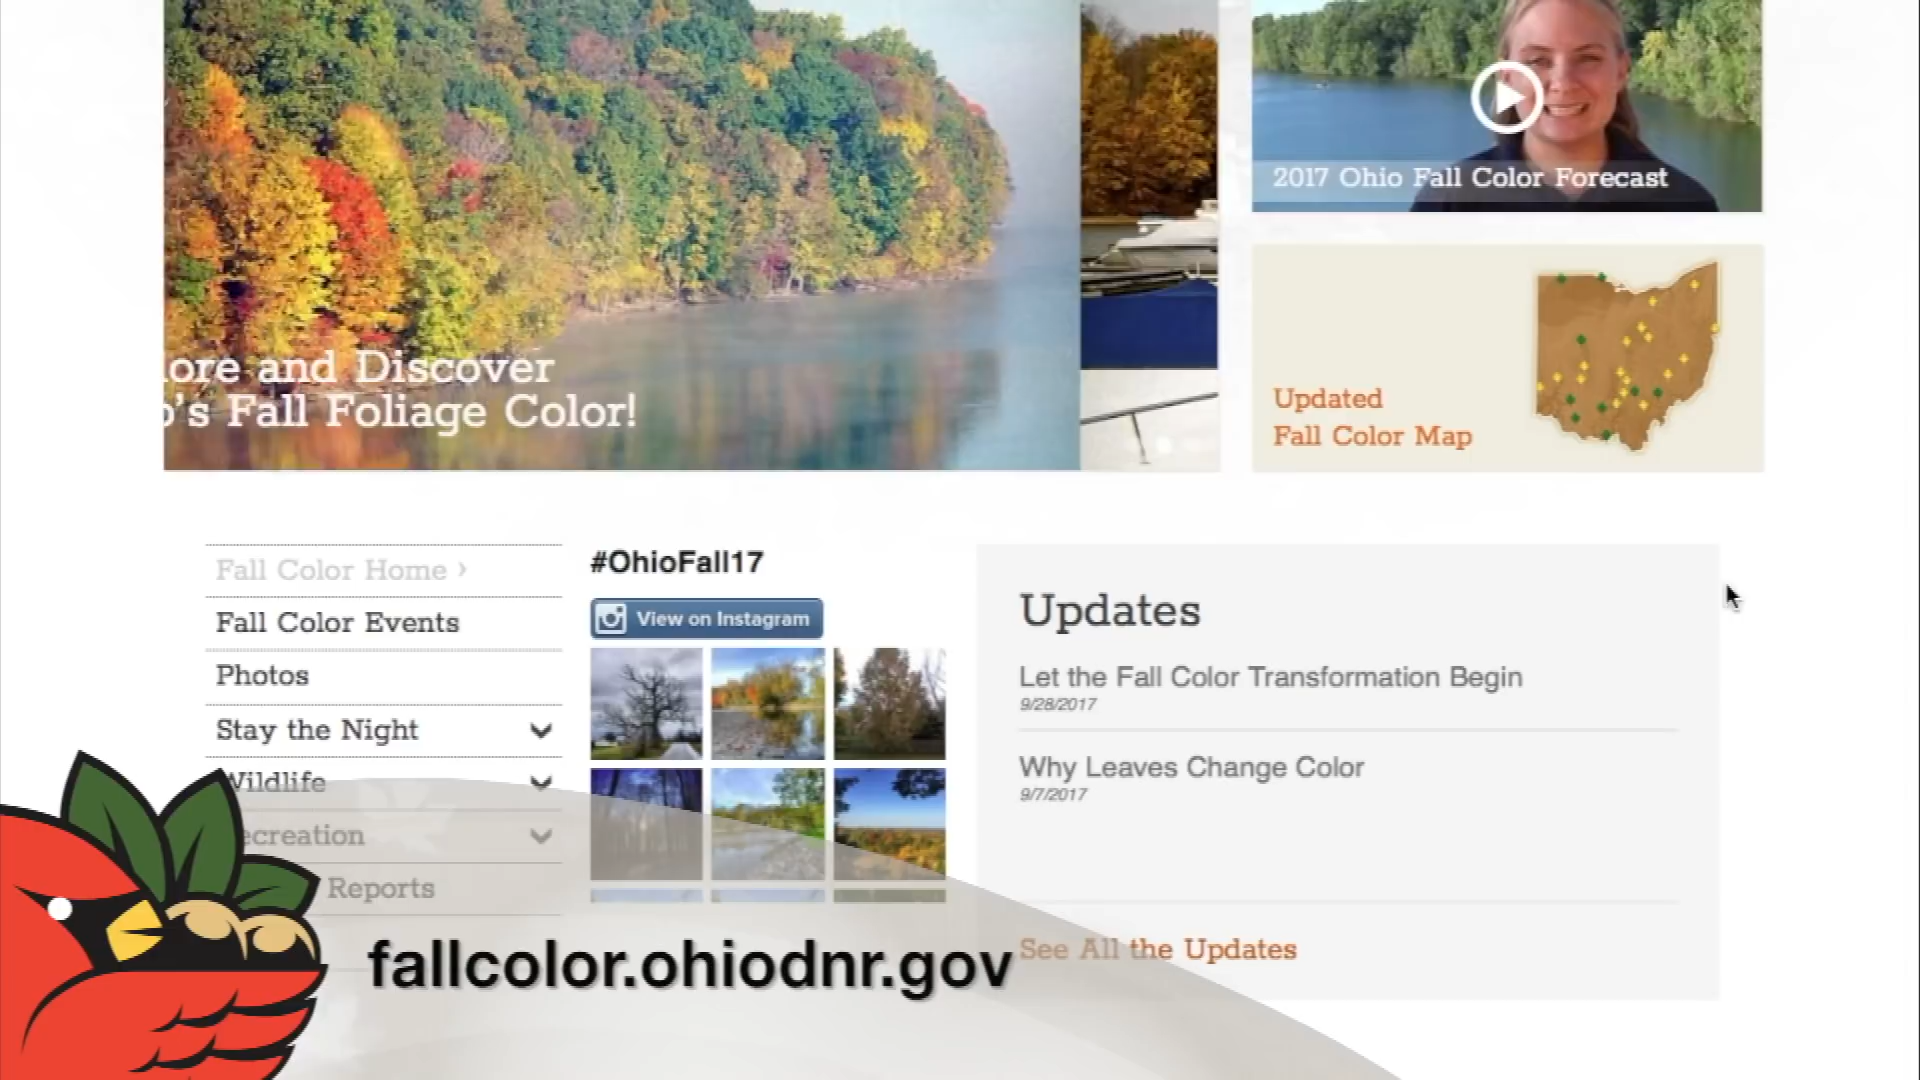 2017 Ohio Fall Color Forecast
lore and Discover
o's Fall Foliage Color!
Updated
Fall Color Map
Fall Color Home ›
Fall Color Events
Photos
Stay the Night
Wildlife
ecreation
Reports
#OhioFall17
View on Instagram
Updates
Let the Fall Color Transformation Begin
9/28/2017
Why Leaves Change Color
9/7/2017
See All the Updates
fallcolor.ohiodnr.gov